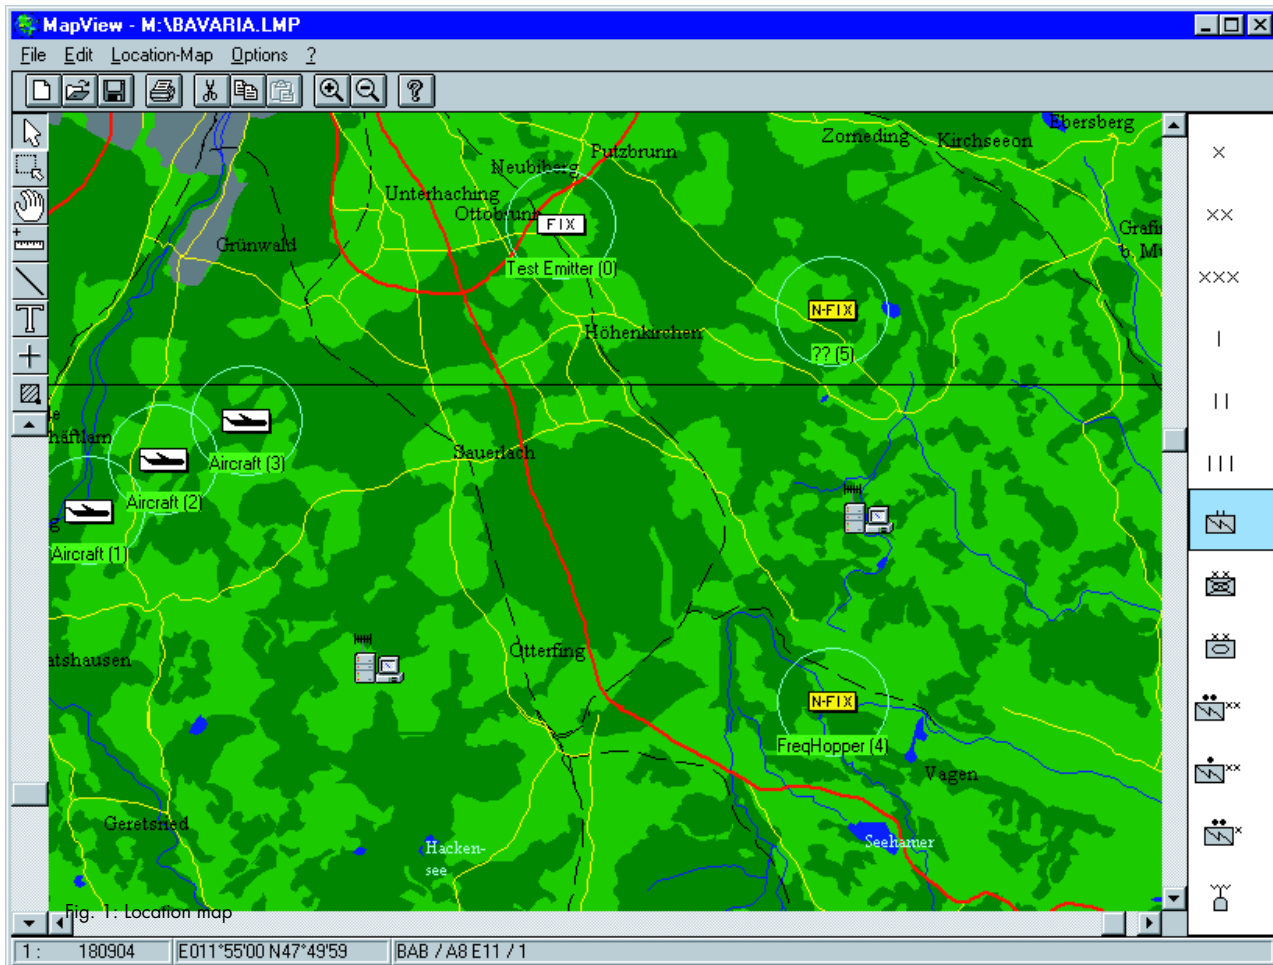 MapView - M:\BAVARIA.LMP
File Edit Location-Map Options ?
Ebersberg
Zorneding
Kirchseeon
Putzbrunn
Neubiberg
Unterhaching
Ottobrunn
FIX
Grünwald
Test Emitter (0)
b. M
N-FIX
Höhenkirchen
?? (5)
häftlarn
Sauerlach
Aircraft (3)
Aircraft (2)
Aircraft (1)
Otterfing
atshausen
N-FIX
FreqHopper (4)
Vagen
Geretsried
Seehamer
Hacken-
see
Fig. 1: Location map
1 : 180904 E011°55'00 N47°49'59 BAB / A8 E11 / 1